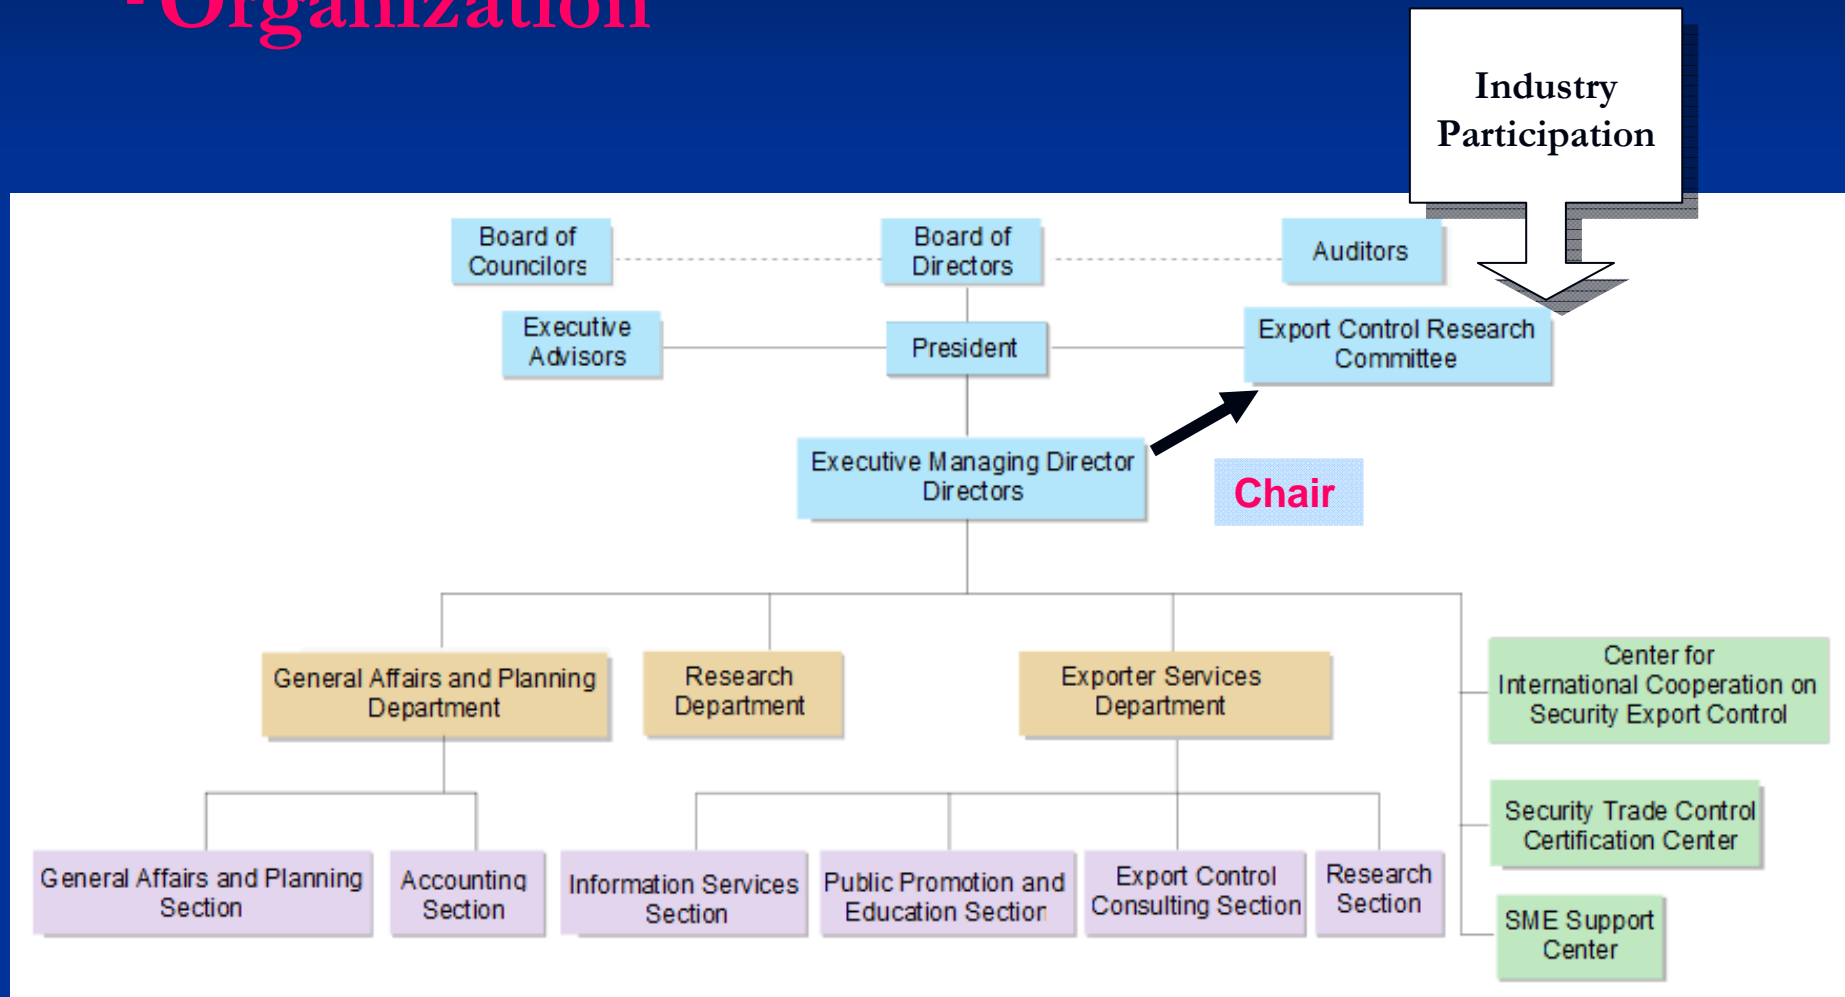 -Organization
Industry
Participation
Board of
Councilors
Board of
Directors
Auditors
Executive
Advisors
President
Export Control Research
Committee
Executive Managing Director
Directors
Chair
General Affairs and Planning
Department
Research
Department
Exporter Services
Department
Center for
International Cooperation on
Security Export Control
Security Trade Control
Certification Center
SME Support
Center
General Affairs and Planning
Section
Accounting
Section
Information Services
Section
Public Promotion and
Education Section
Export Control
Consulting Section
Research
Section